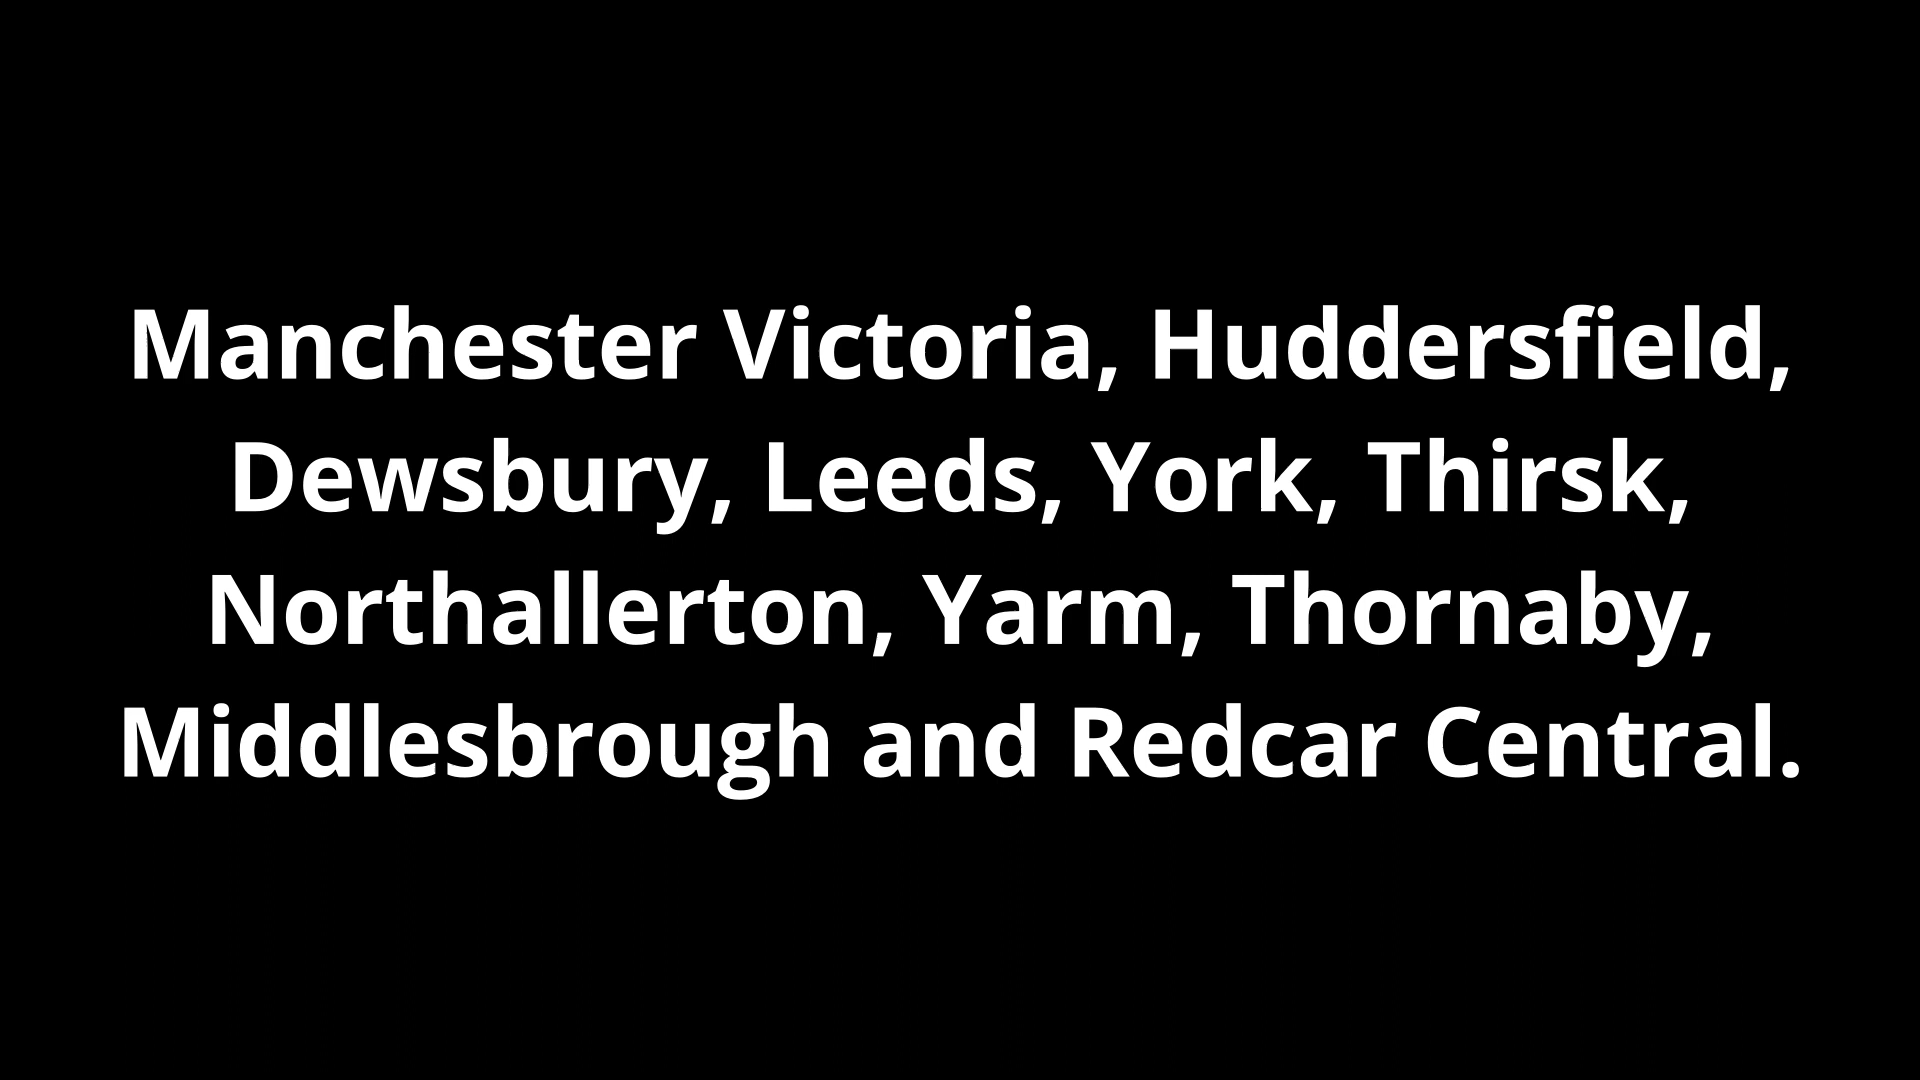 Manchester Victoria, Huddersfield,
Dewsbury, Leeds, York, Thirsk,
Northallerton, Yarm, Thornaby,
Middlesbrough and Redcar Central.